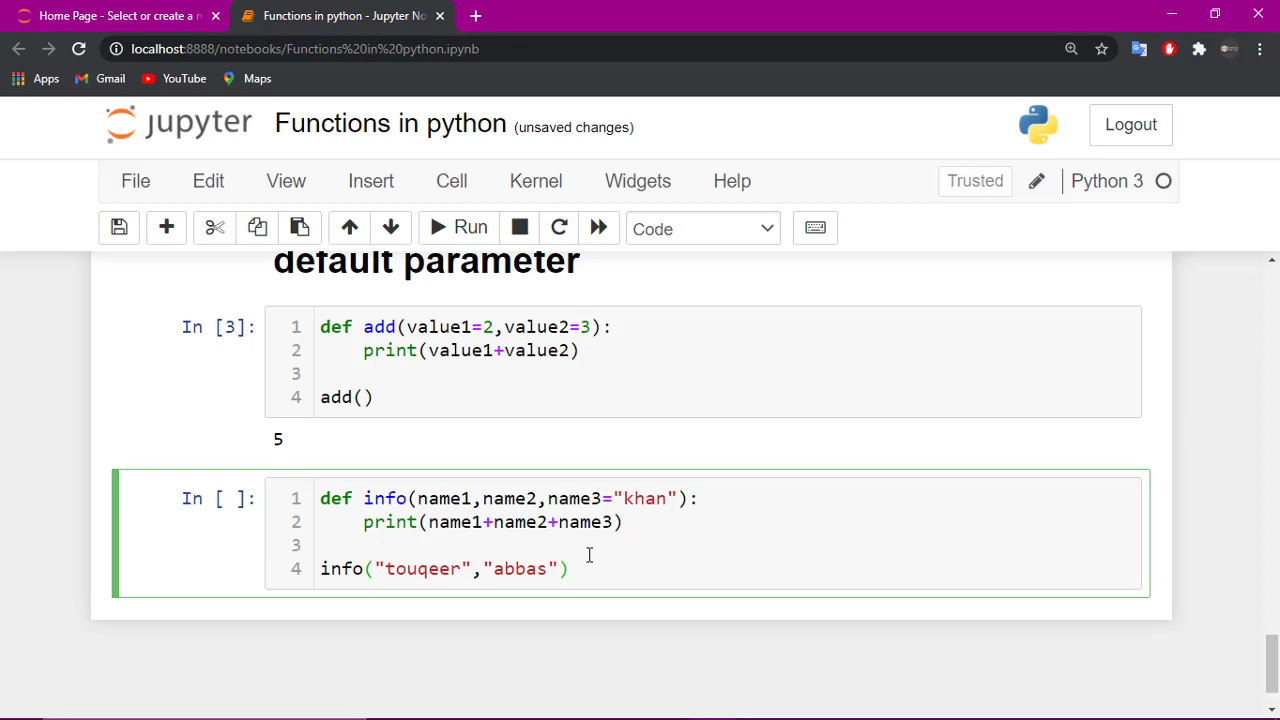 Home Page - Select or create a n
Functions in python - Jupyter No
localhost:8888/notebooks/Functions%20in%20python.ipynb
Apps Gmail YouTube Maps
jupyter Functions in python (unsaved changes) Logout
File Edit View Insert Cell Kernel Widgets Help Trusted Python 3
Run Code
default parameter
In [3]: 1 def add(value1=2,value2=3):
2 print(value1+value2)
3
4 add()
5
In [ ]: 1 def info(name1,name2,name3="khan"):
2 print(name1+name2+name3)
3
4 info("touqeer","abbas")